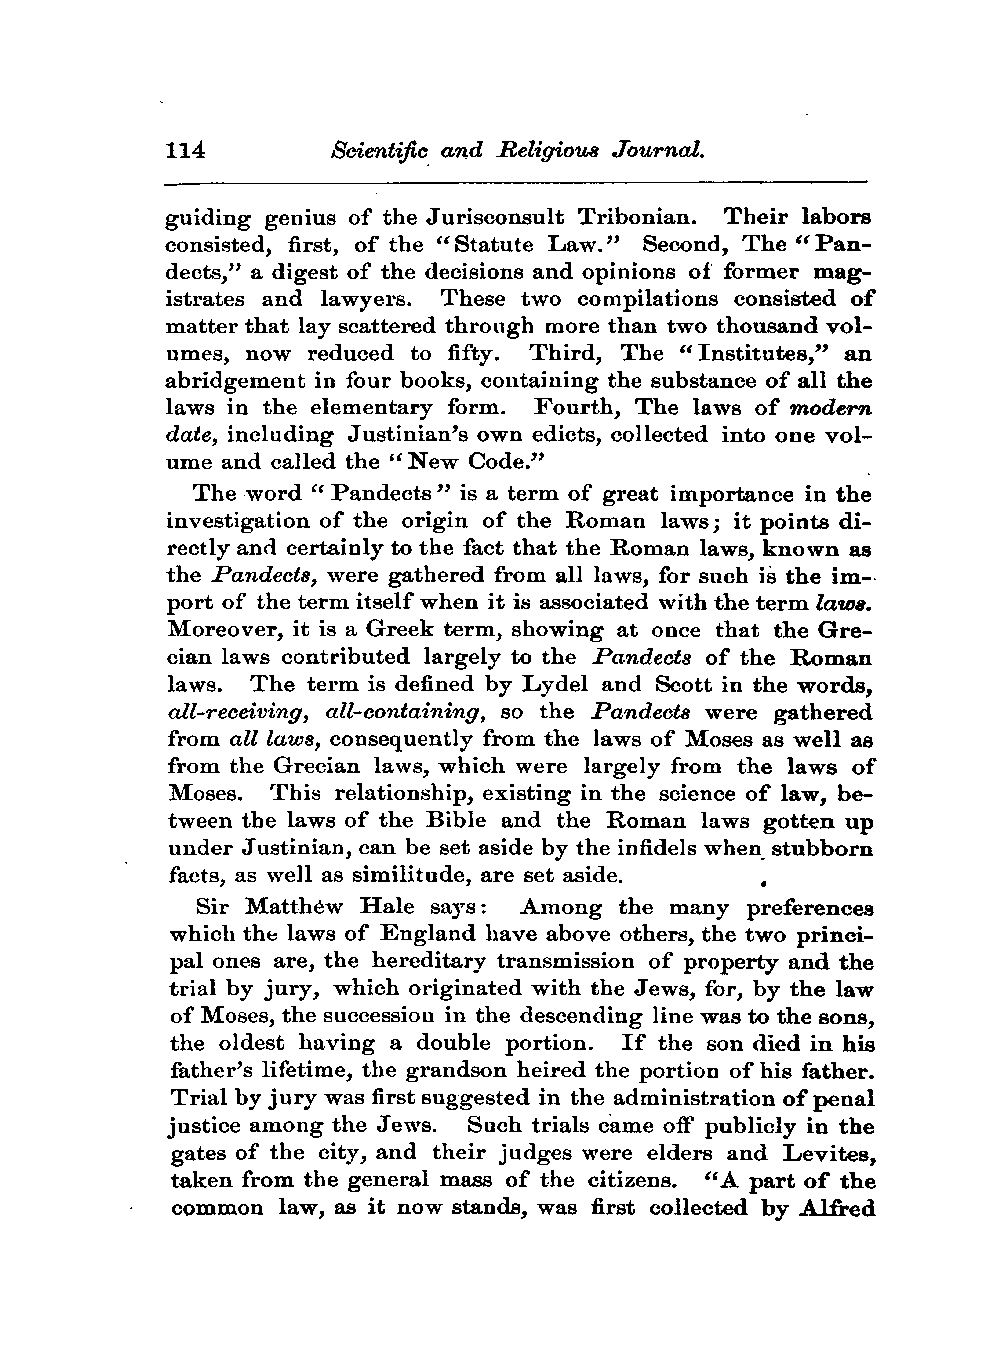 114 Scientific and Religious Journal.
guiding genius of the Jurisconsult Tribonian. Their labors
consisted, first, of the "Statute Law." Second, The "Pan-
dects," a digest of the decisions and opinions of former mag-
istrates and lawyers. These two compilations consisted of
matter that lay scattered through more than two thousand vol-
umes, now reduced to fifty. Third, The "Institutes," an
abridgement in four books, containing the substance of all the
laws in the elementary form. Fourth, The laws of modern
date, including Justinian's own edicts, collected into one vol-
ume and called the "New Code."
The word "Pandects" is a term of great importance in the
investigation of the origin of the Roman laws; it points di-
rectly and certainly to the fact that the Roman laws, known as
the Pandects, were gathered from all laws, for such is the im-
port of the term itself when it is associated with the term laws.
Moreover, it is a Greek term, showing at once that the Gre-
cian laws contributed largely to the Pandects of the Roman
laws. The term is defined by Lydel and Scott in the words,
all-receiving, all-containing, so the Pandects were gathered
from all laws, consequently from the laws of Moses as well as
from the Grecian laws, which were largely from the laws of
Moses. This relationship, existing in the science of law, be-
tween the laws of the Bible and the Roman laws gotten up
under Justinian, can be set aside by the infidels when stubborn
facts, as well as similitude, are set aside.
Sir Matthew Hale says: Among the many preferences
which the laws of England have above others, the two princi-
pal ones are, the hereditary transmission of property and the
trial by jury, which originated with the Jews, for, by the law
of Moses, the succession in the descending line was to the sons,
the oldest having a double portion. If the son died in his
father's lifetime, the grandson heired the portion of his father.
Trial by jury was first suggested in the administration of penal
justice among the Jews. Such trials came off publicly in the
gates of the city, and their judges were elders and Levites,
taken from the general mass of the citizens. "A part of the
common law, as it now stands, was first collected by Alfred